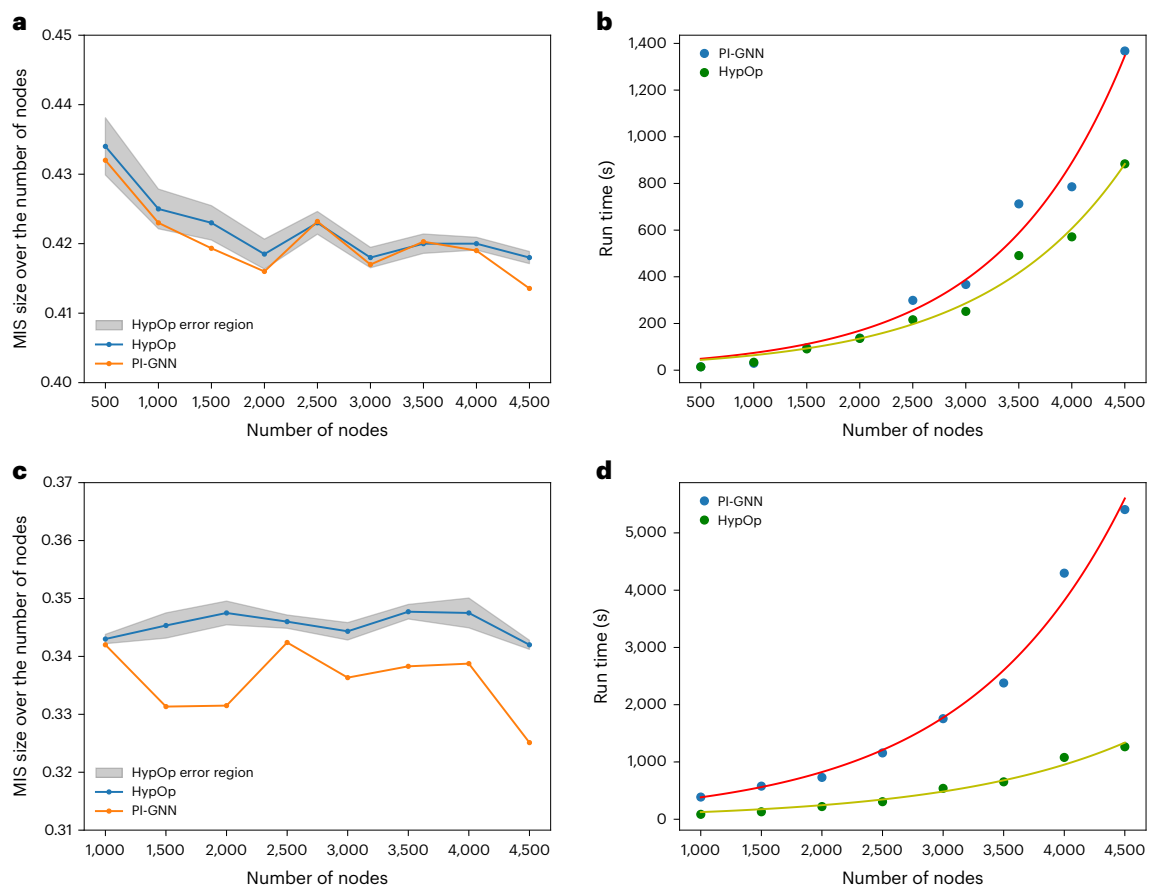 a
MIS size over the number of nodes
0.45
0.44
0.43
0.42
0.41
0.40
HypOp error region
HypOp
PI-GNN
500 1,000 1,500 2,000 2,500 3,000 3,500 4,000 4,500
Number of nodes
b
Run time (s)
1,400
1,200
1,000
800
600
400
200
0
PI-GNN
HypOp
500 1,000 1,500 2,000 2,500 3,000 3,500 4,000 4,500
Number of nodes
c
MIS size over the number of nodes
0.37
0.36
0.35
0.34
0.33
0.32
0.31
HypOp error region
HypOp
PI-GNN
1,000 1,500 2,000 2,500 3,000 3,500 4,000 4,500
Number of nodes
d
Run time (s)
5,000
4,000
3,000
2,000
1,000
0
PI-GNN
HypOp
1,000 1,500 2,000 2,500 3,000 3,500 4,000 4,500
Number of nodes